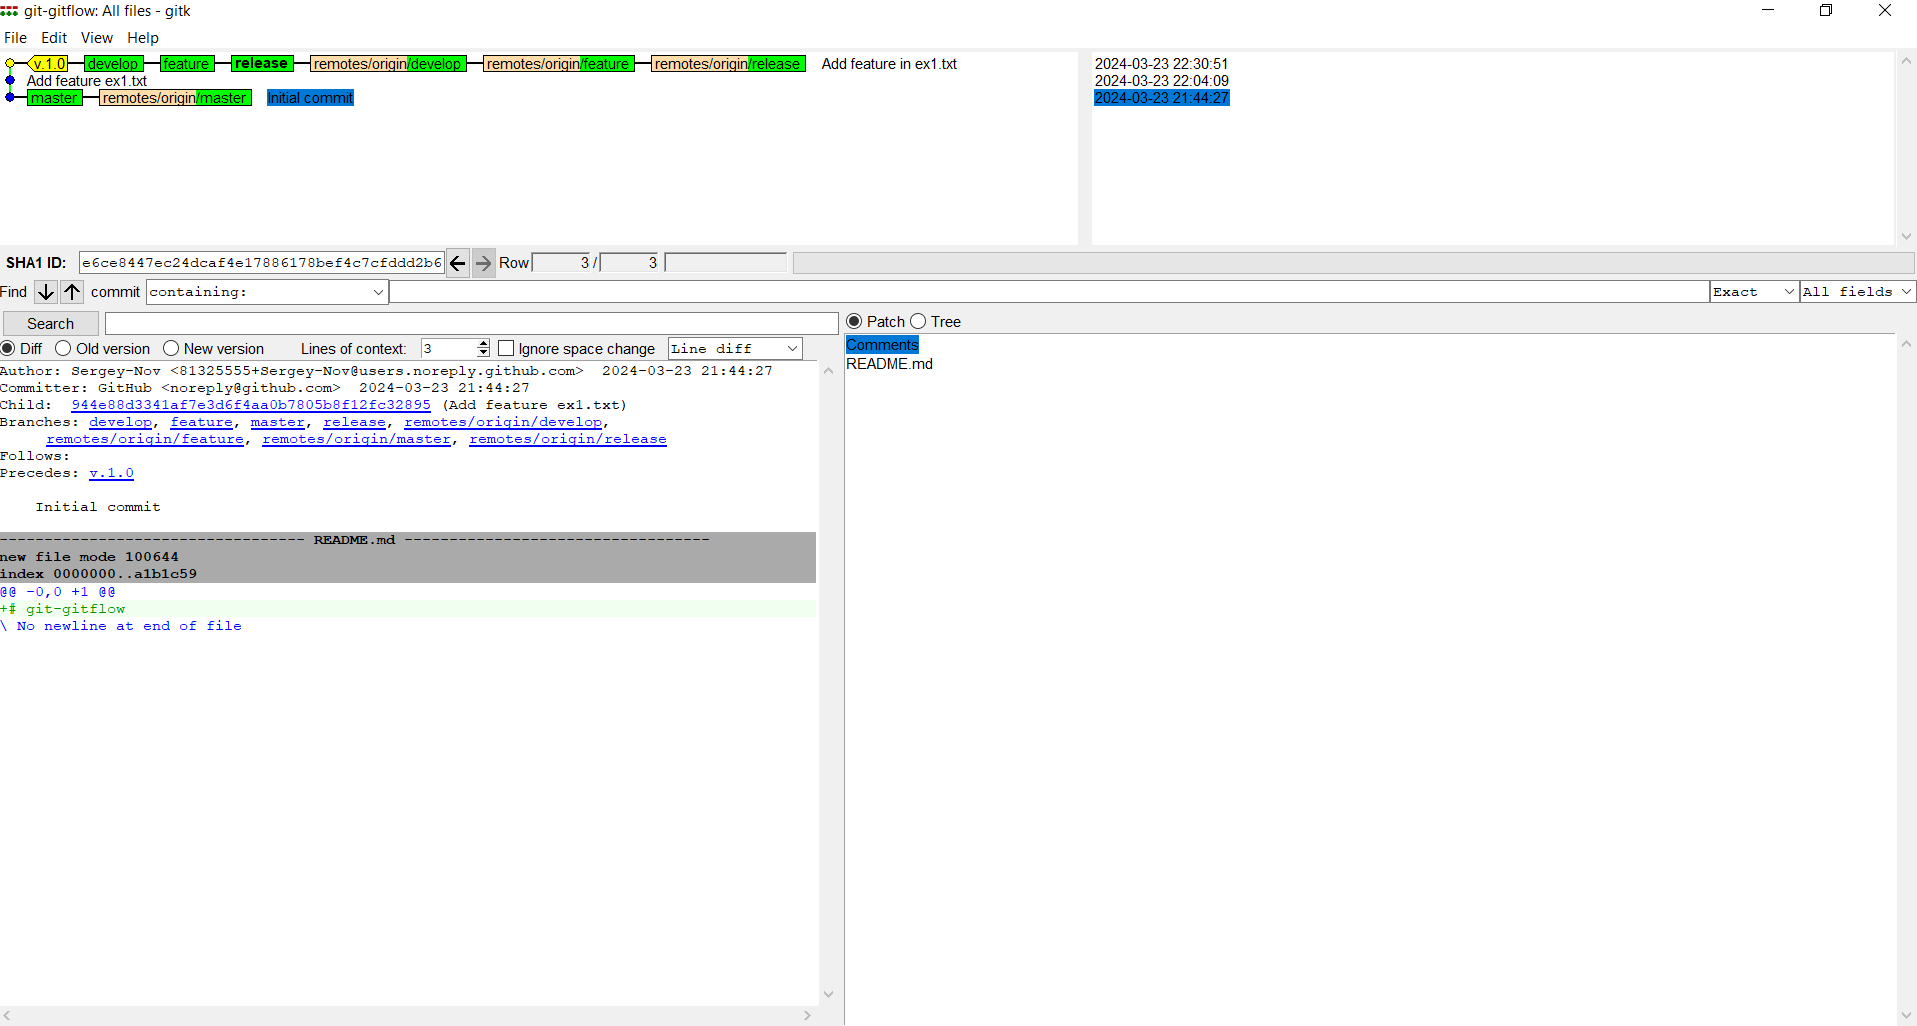 git-gitflow: All files - gitk
File Edit View Help
v.1.0 develop feature release remotes/origin/develop remotes/origin/feature remotes/origin/release Add feature in ex1.txt 2024-03-23 22:30:51
Add feature ex1.txt 2024-03-23 22:04:09
master remotes/origin/master Initial commit 2024-03-23 21:44:27
SHA1 ID: e6ce8447ec24dcaf4e17886178bef4c7cfddd2b6 Row 3 / 3
Find commit containing: Exact All fields
Search Patch Tree
Diff Old version New version Lines of context: 3 Ignore space change Line diff
Comments
README.md
Author: Sergey-Nov <81325555+Sergey-Nov@users.noreply.github.com> 2024-03-23 21:44:27
Committer: GitHub <noreply@github.com> 2024-03-23 21:44:27
Child: 944e88d3341af7e3d6f4aa0b7805b8f12fc32895 (Add feature ex1.txt)
Branches: develop, feature, master, release, remotes/origin/develop,
remotes/origin/feature, remotes/origin/master, remotes/origin/release
Follows:
Precedes: v.1.0
Initial commit
---------------------------------- README.md ----------------------------------
new file mode 100644
index 0000000..a1b1c59
@@ -0,0 +1 @@
+# git-gitflow
\ No newline at end of file